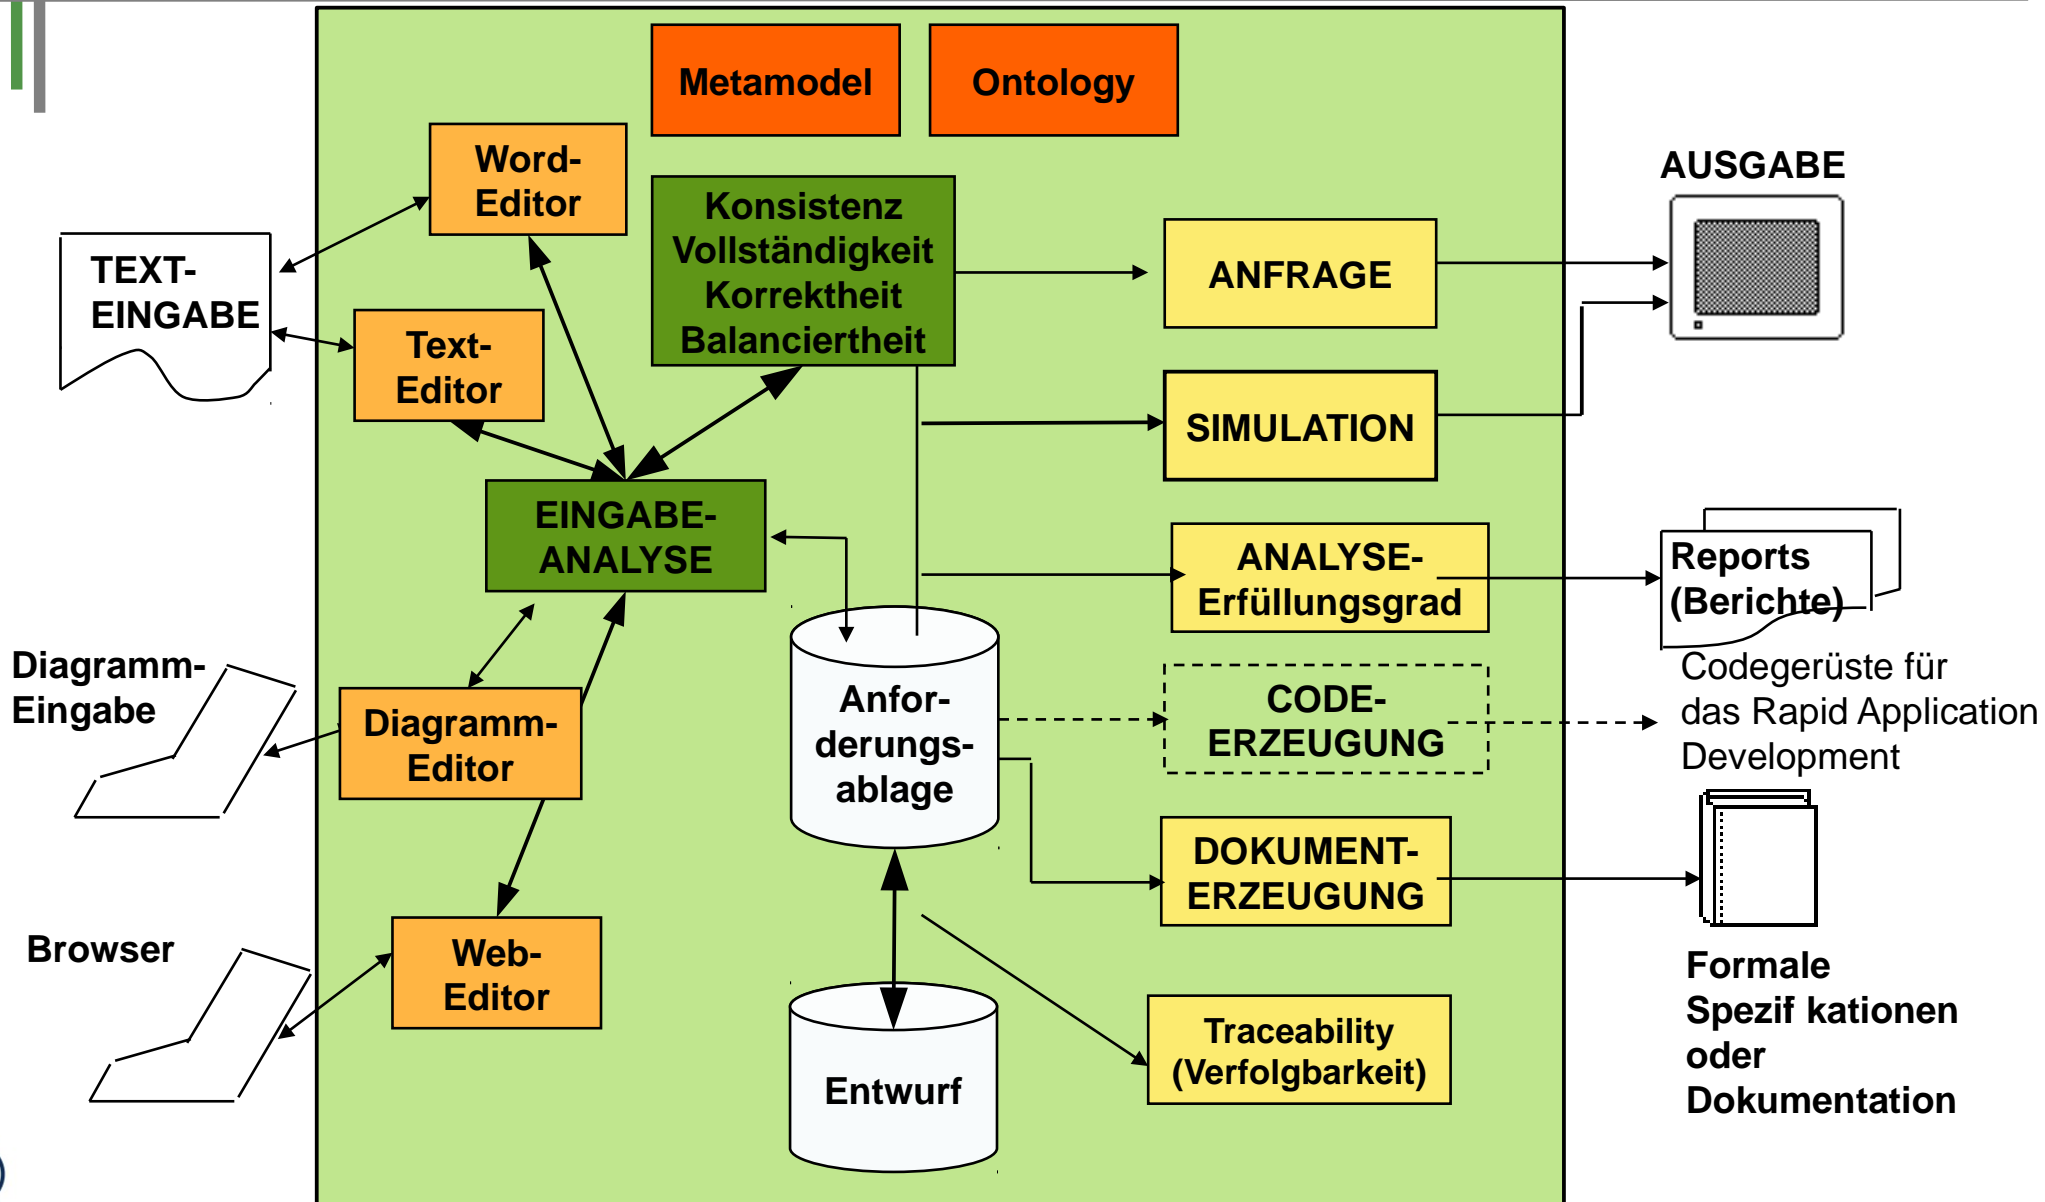 Metamodel
Ontology
Word-
Editor
Konsistenz
Vollständigkeit
Korrektheit
Balanciertheit
AUSGABE
TEXT-
EINGABE
ANFRAGE
Text-
Editor
SIMULATION
EINGABE-
ANALYSE
ANALYSE-
Erfüllungsgrad
Reports
(Berichte)
Diagramm-
Eingabe
Diagramm-
Editor
Anfor-
derungs-
ablage
CODE-
ERZEUGUNG
Codegerüste für
das Rapid Application
Development
DOKUMENT-
ERZEUGUNG
Browser
Web-
Editor
Formale
Spezif kationen
oder
Dokumentation
Entwurf
Traceability
(Verfolgbarkeit)